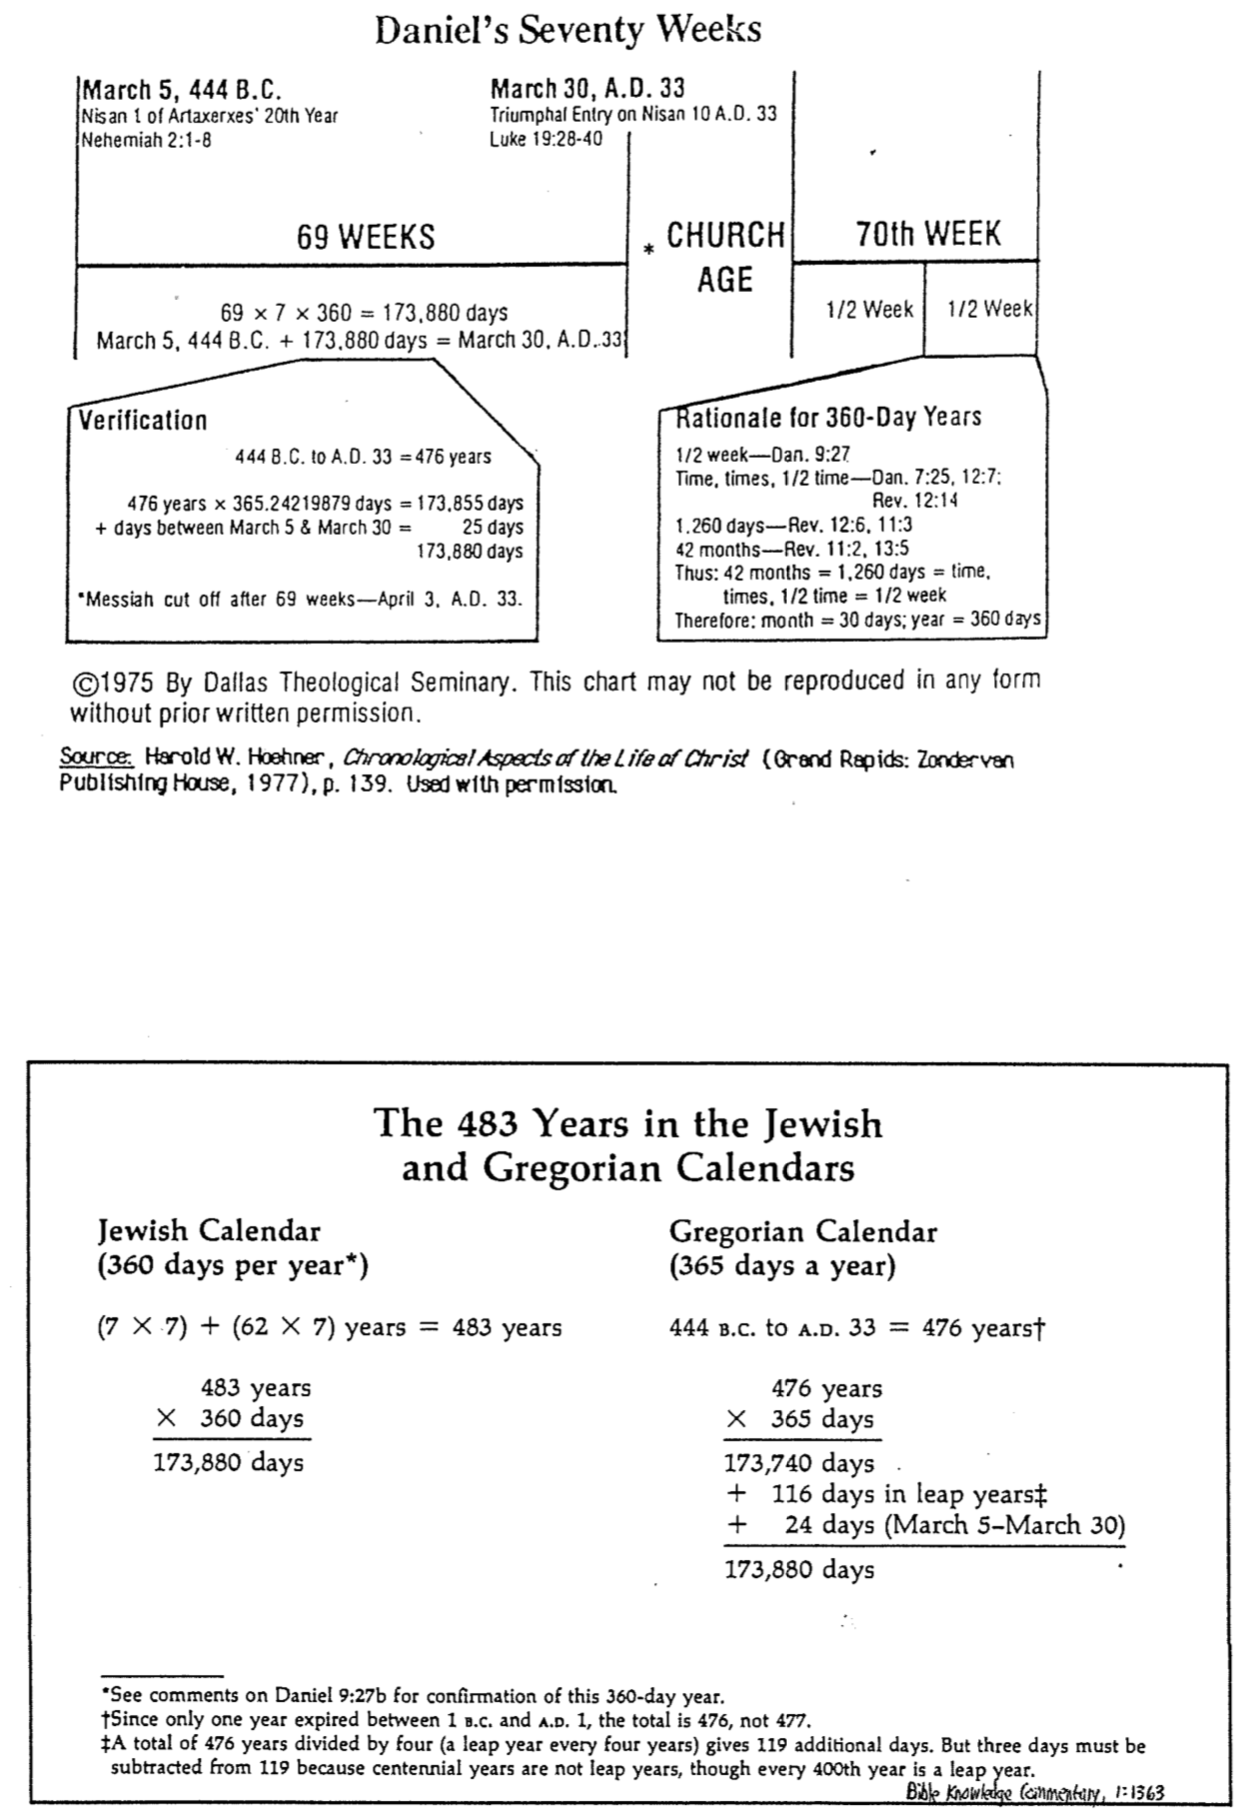 Daniel's Seventy Weeks
March 5, 444 B.C.
Nisan 1 of Artaxerxes' 20th Year
Nehemiah 2:1-8
March 30, A.D. 33
Triumphal Entry on Nisan 10 A.D. 33
Luke 19:28-40
69 WEEKS
* CHURCH
AGE
70th WEEK
69 × 7 × 360 = 173,880 days
March 5, 444 B.C. + 173,880 days = March 30, A.D. 33
1/2 Week
1/2 Week
Verification
444 B.C. to A.D. 33 = 476 years
476 years × 365.24219879 days = 173,855 days
+ days between March 5 & March 30 = 25 days
173,880 days
*Messiah cut off after 69 weeks—April 3, A.D. 33.
Rationale for 360-Day Years
1/2 week—Dan. 9:27
Time, times, 1/2 time—Dan. 7:25, 12:7;
Rev. 12:14
1,260 days—Rev. 12:6, 11:3
42 months—Rev. 11:2, 13:5
Thus: 42 months = 1,260 days = time,
times, 1/2 time = 1/2 week
Therefore: month = 30 days; year = 360 days
©1975 By Dallas Theological Seminary. This chart may not be reproduced in any form
without prior written permission.
Source: Harold W. Hoehner, Chronological Aspects of the Life of Christ (Grand Rapids: Zondervan
Publishing House, 1977), p. 139. Used with permission.
The 483 Years in the Jewish
and Gregorian Calendars
Jewish Calendar
(360 days per year*)
(7 × 7) + (62 × 7) years = 483 years
483 years
× 360 days
173,880 days
Gregorian Calendar
(365 days a year)
444 B.C. to A.D. 33 = 476 years†
476 years
× 365 days
173,740 days
+ 116 days in leap years‡
+ 24 days (March 5–March 30)
173,880 days
*See comments on Daniel 9:27b for confirmation of this 360-day year.
†Since only one year expired between 1 B.C. and A.D. 1, the total is 476, not 477.
‡A total of 476 years divided by four (a leap year every four years) gives 119 additional days. But three days must be
subtracted from 119 because centennial years are not leap years, though every 400th year is a leap year.
Bible Knowledge Commentary, 1:1363